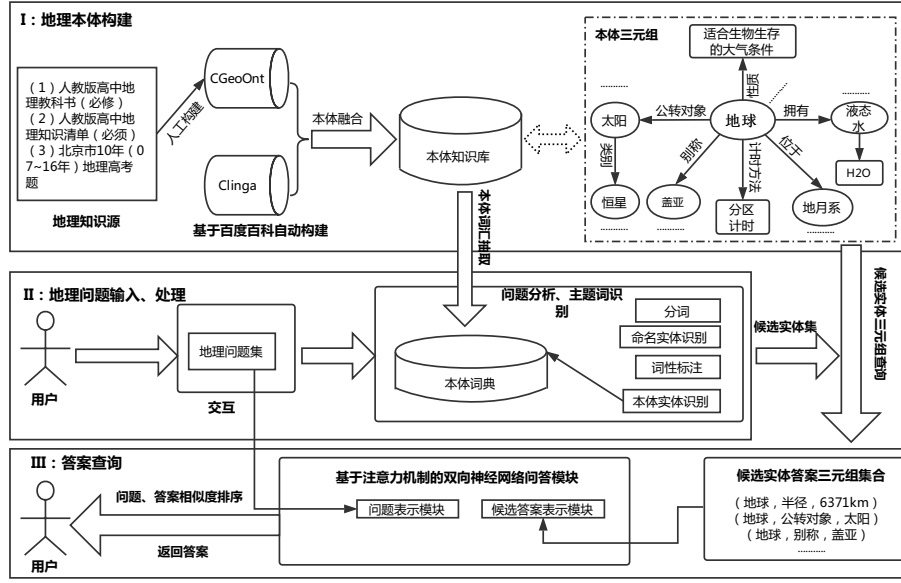 I：地理本体构建
（1）人教版高中地
理教科书（必修）
（2）人教版高中地
理知识清单（必须）
（3）北京市10年（0
7~16年）地理高考
题
地理知识源
人工构建
CGeoOnt
Clinga
基于百度百科自动构建
本体融合
本体知识库
本体词汇抽取
本体三元组
适合生物生存
的大气条件
性质
............
............
太阳
公转对象
地球
拥有
............
液态
水
类别
别称
计时方法
位于
H2O
恒星
盖亚
分区
计时
地月系
............
............
............
候选实体三元组查询
II：地理问题输入、处理
用户
地理问题集
交互
问题分析、主题词识
别
本体词典
分词
命名实体识别
词性标注
本体实体识别
候选实体集
III：答案查询
用户
问题、答案相似度排序
返回答案
基于注意力机制的双向神经网络问答模块
问题表示模块
候选答案表示模块
候选实体答案三元组集合
（地球，半径，6371km）
（地球，公转对象，太阳）
（地球，别称，盖亚）
............